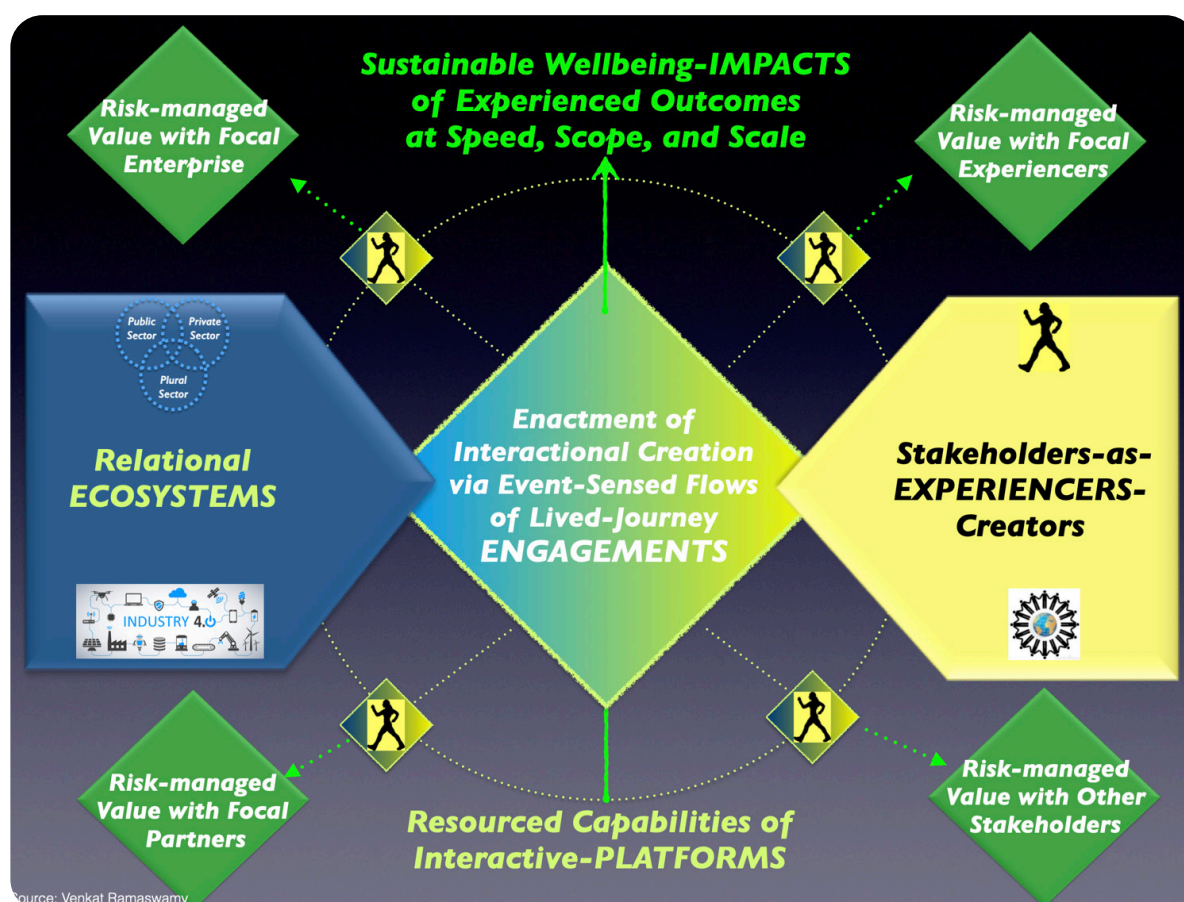 Sustainable Wellbeing-IMPACTS
of Experienced Outcomes
at Speed, Scope, and Scale
Risk-managed
Value with Focal
Enterprise
Risk-managed
Value with Focal
Experiencers
Public
Sector
Private
Sector
Plural
Sector
Relational
ECOSYSTEMS
INDUSTRY 4.0
Enactment of
Interactional Creation
via Event-Sensed Flows
of Lived-Journey
ENGAGEMENTS
Stakeholders-as-
EXPERIENCERS-
Creators
Risk-managed
Value with Focal
Partners
Resourced Capabilities of
Interactive-PLATFORMS
Risk-managed
Value with Other
Stakeholders
Source: Venkat Ramaswamy